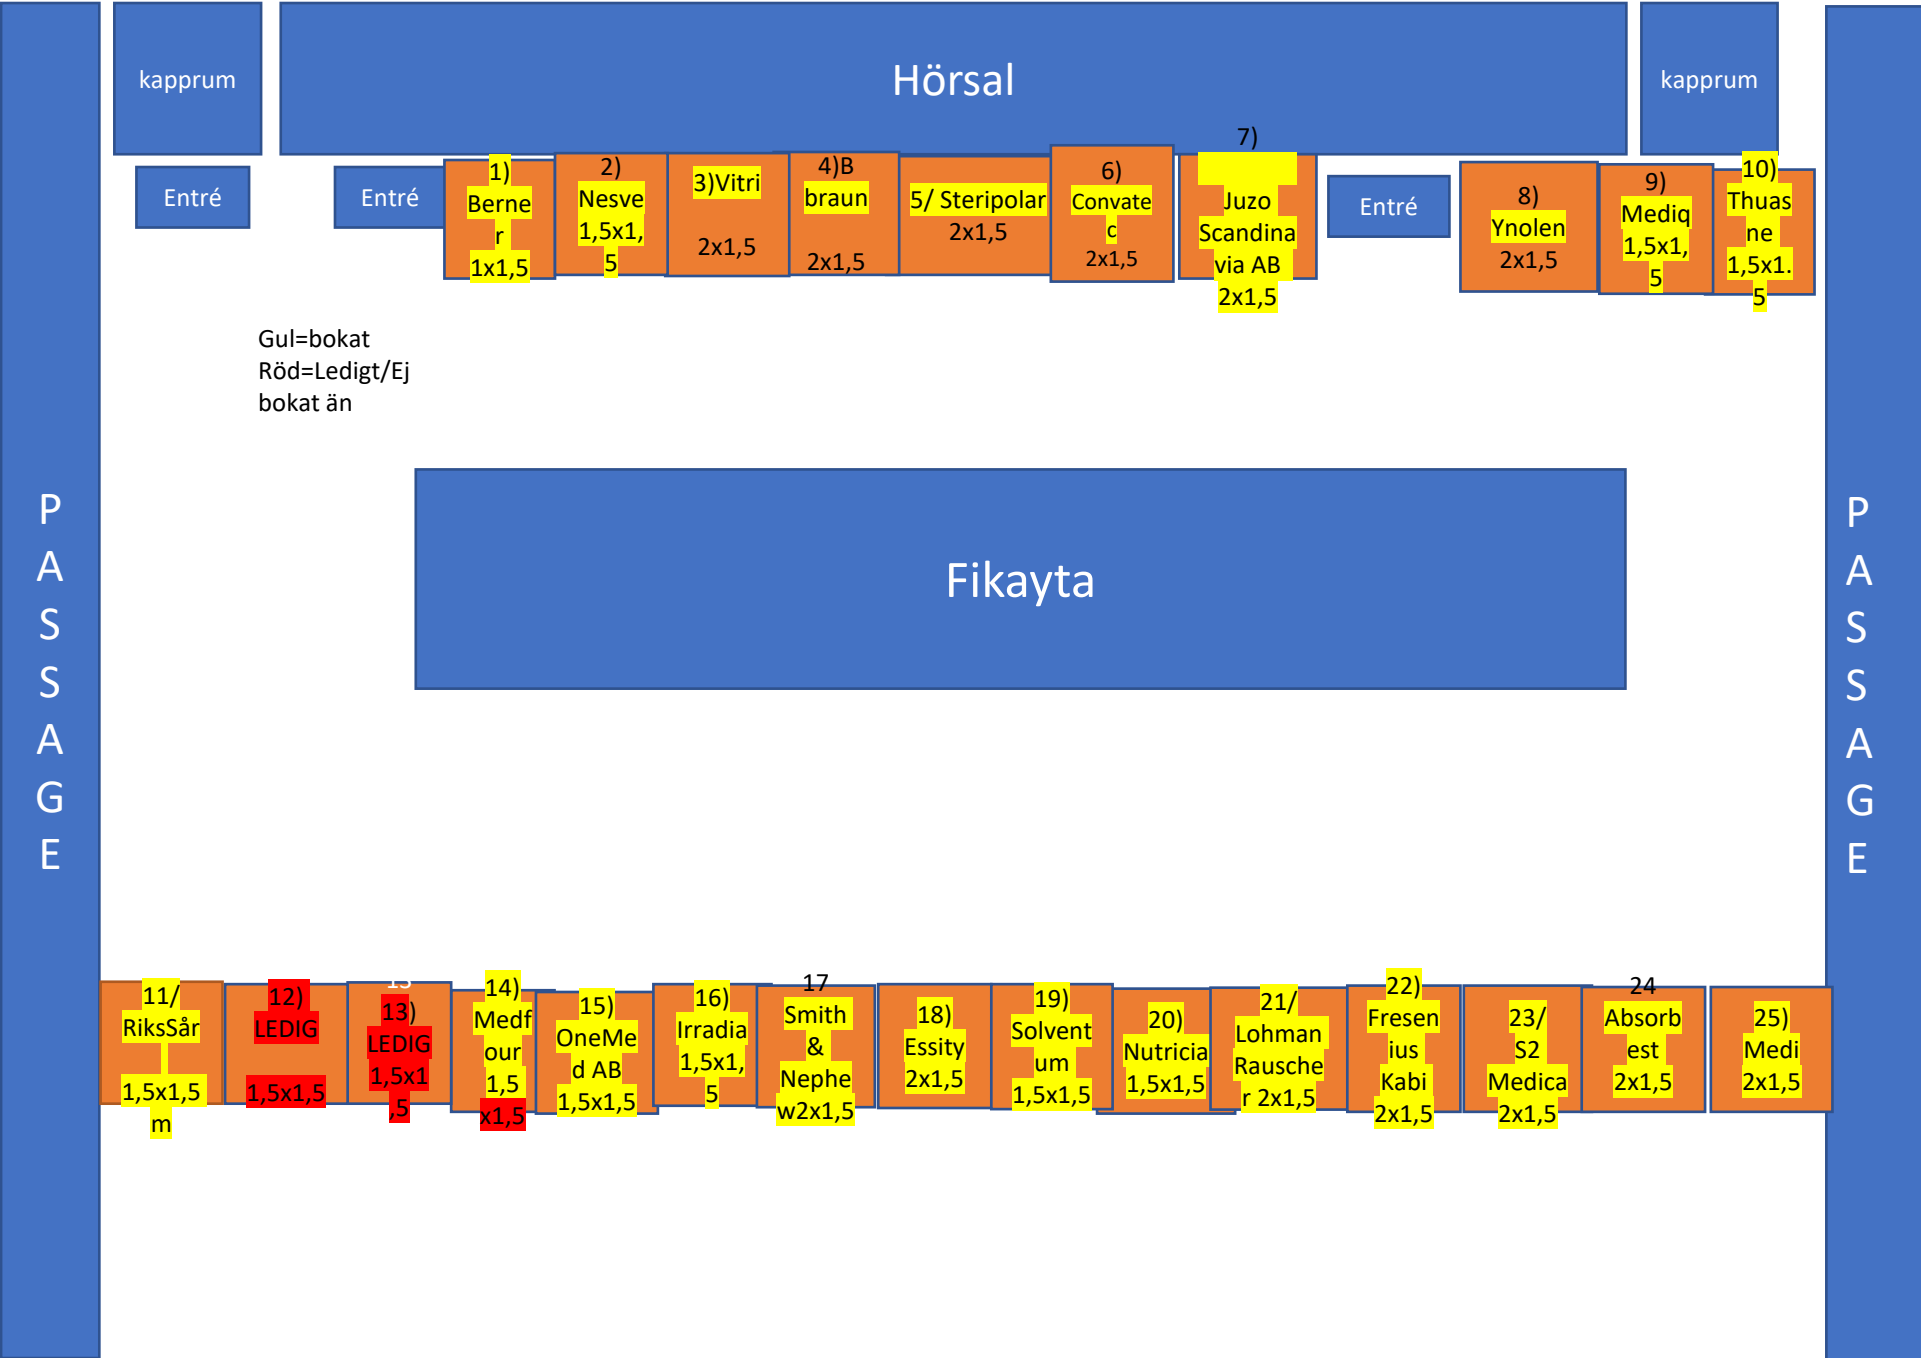 kapprum
Hörsal
kapprum
Entré
Entré
1)
Berne
r
1x1,5
2)
Nesve
1,5x1,
5
3)Vitri
2x1,5
4)B
braun
2x1,5
5/ Steripolar
2x1,5
6)
Convate
c
2x1,5
7)
Juzo
Scandina
via AB
2x1,5
Entré
8)
Ynolen
2x1,5
9)
Mediq
1,5x1,
5
10)
Thuas
ne
1,5x1.
5
Gul=bokat
Röd=Ledigt/Ej
bokat än
P
A
S
S
A
G
E
Fikayta
P
A
S
S
A
G
E
11/
RiksSår
1,5x1,5
m
12)
LEDIG
1,5x1,5
13
13)
LEDIG
1,5x1
,5
14)
Medf
our
1,5
x1,5
15)
OneMe
d AB
1,5x1,5
16)
Irradia
1,5x1,
5
17
Smith
&
Nephe
w2x1,5
18)
Essity
2x1,5
19)
Solvent
um
1,5x1,5
20)
Nutricia
1,5x1,5
21/
Lohman
Rausche
r 2x1,5
22)
Fresen
ius
Kabi
2x1,5
23/
S2
Medica
2x1,5
24
Absorb
est
2x1,5
25)
Medi
2x1,5